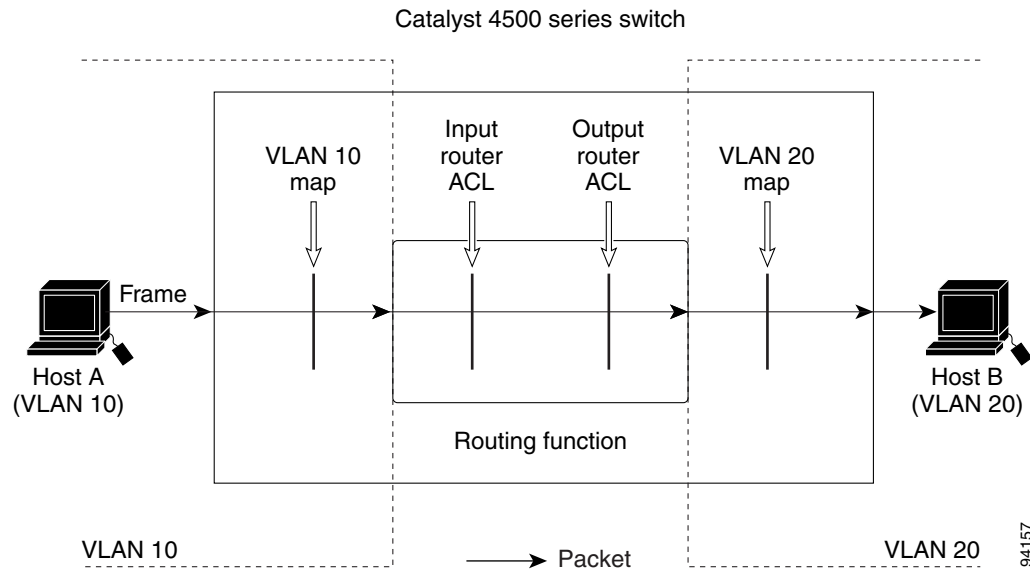 Catalyst 4500 series switch
VLAN 10
map
Input
router
ACL
Output
router
ACL
VLAN 20
map
Frame
Host A
(VLAN 10)
Host B
(VLAN 20)
Routing function
VLAN 10
Packet
VLAN 20
94157